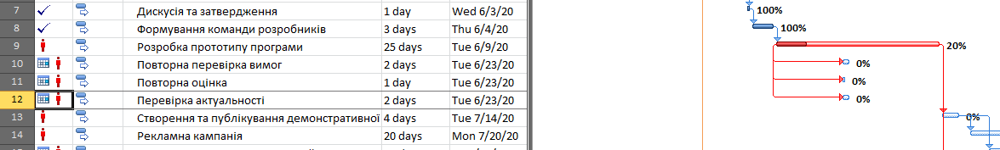 7 Дискусія та затвердження 1 day Wed 6/3/20 100%
8 Формування команди розробників 3 days Thu 6/4/20 100%
9 Розробка прототипу програми 25 days Tue 6/9/20 20%
10 Повторна перевірка вимог 2 days Tue 6/23/20 0%
11 Повторна оцінка 1 day Tue 6/23/20 0%
12 Перевірка актуальності 2 days Tue 6/23/20 0%
13 Створення та публікування демонстративної 4 days Tue 7/14/20 0%
14 Рекламна кампанія 20 days Mon 7/20/20